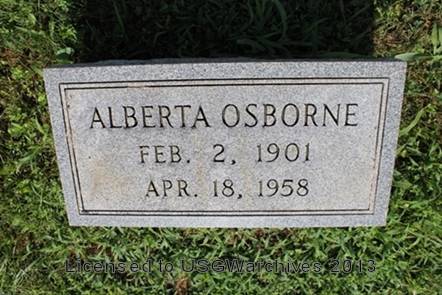 ALBERTA OSBORNE
FEB. 2, 1901
APR. 18, 1958
Licensed to USGWarchives 2013